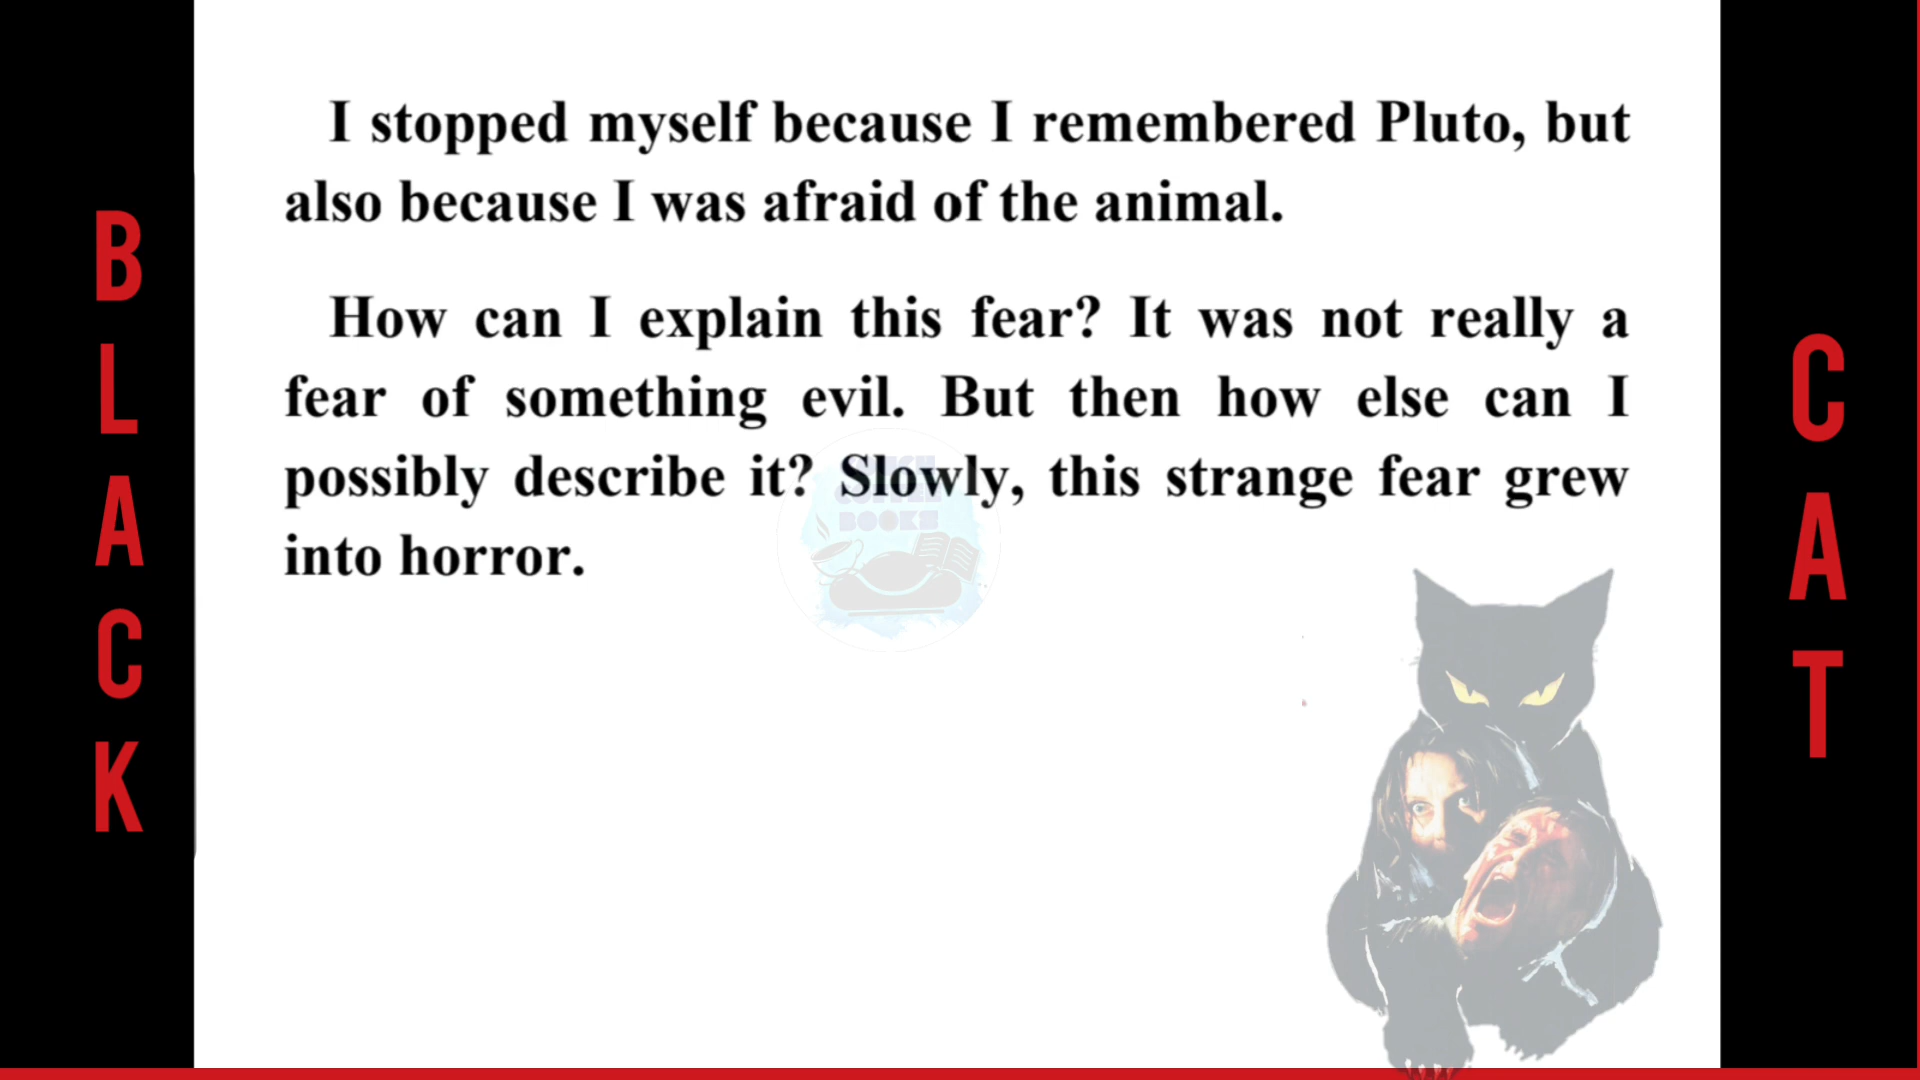 BLACK
I stopped myself because I remembered Pluto, but
also because I was afraid of the animal.
How can I explain this fear? It was not really a
fear of something evil. But then how else can I
possibly describe it? Slowly, this strange fear grew
into horror.
BOOKS
CAT